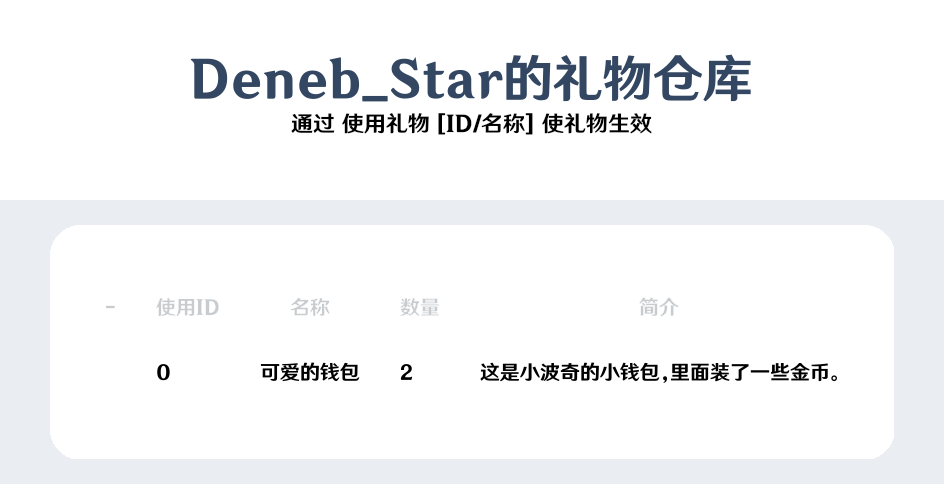 Deneb_Star的礼物仓库
通过 使用礼物 [ID/名称] 使礼物生效
- 使用ID 名称 数量 简介
0 可爱的钱包 2 这是小波奇的小钱包,里面装了一些金币。